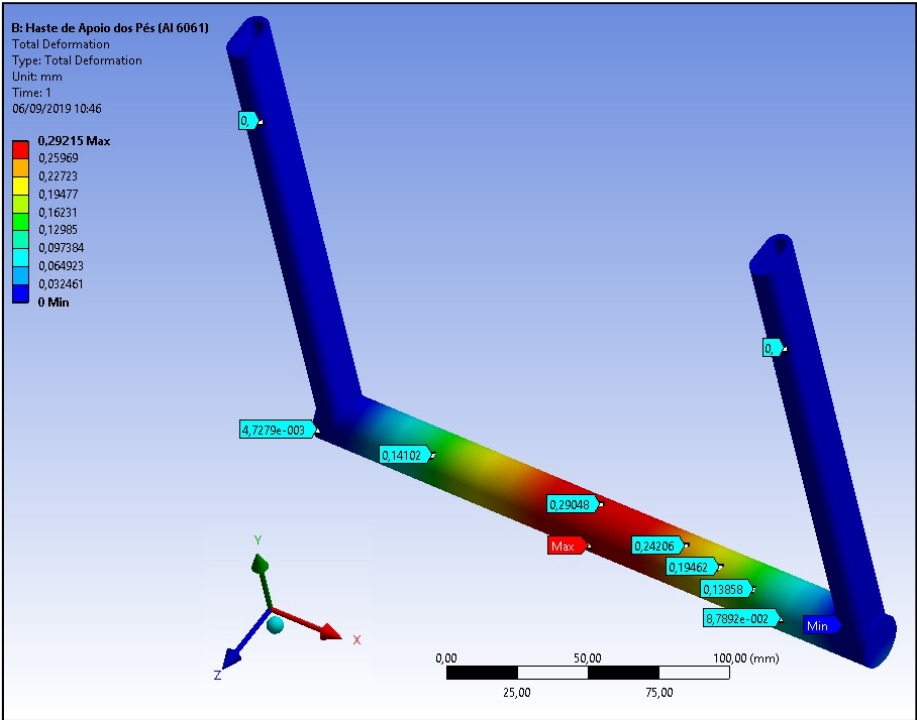 B: Haste de Apoio dos Pés (Al 6061)
Total Deformation
Type: Total Deformation
Unit: mm
Time: 1
06/09/2019 10:46
0,29215 Max
0,25969
0,22723
0,19477
0,16231
0,12985
0,097384
0,064923
0,032461
0 Min
0,
0,
4,7279e-003
0,14102
0,29048
Max
0,24206
0,19462
0,13858
8,7892e-002
Min
Y
X
Z
0,00 50,00 100,00 (mm)
25,00 75,00